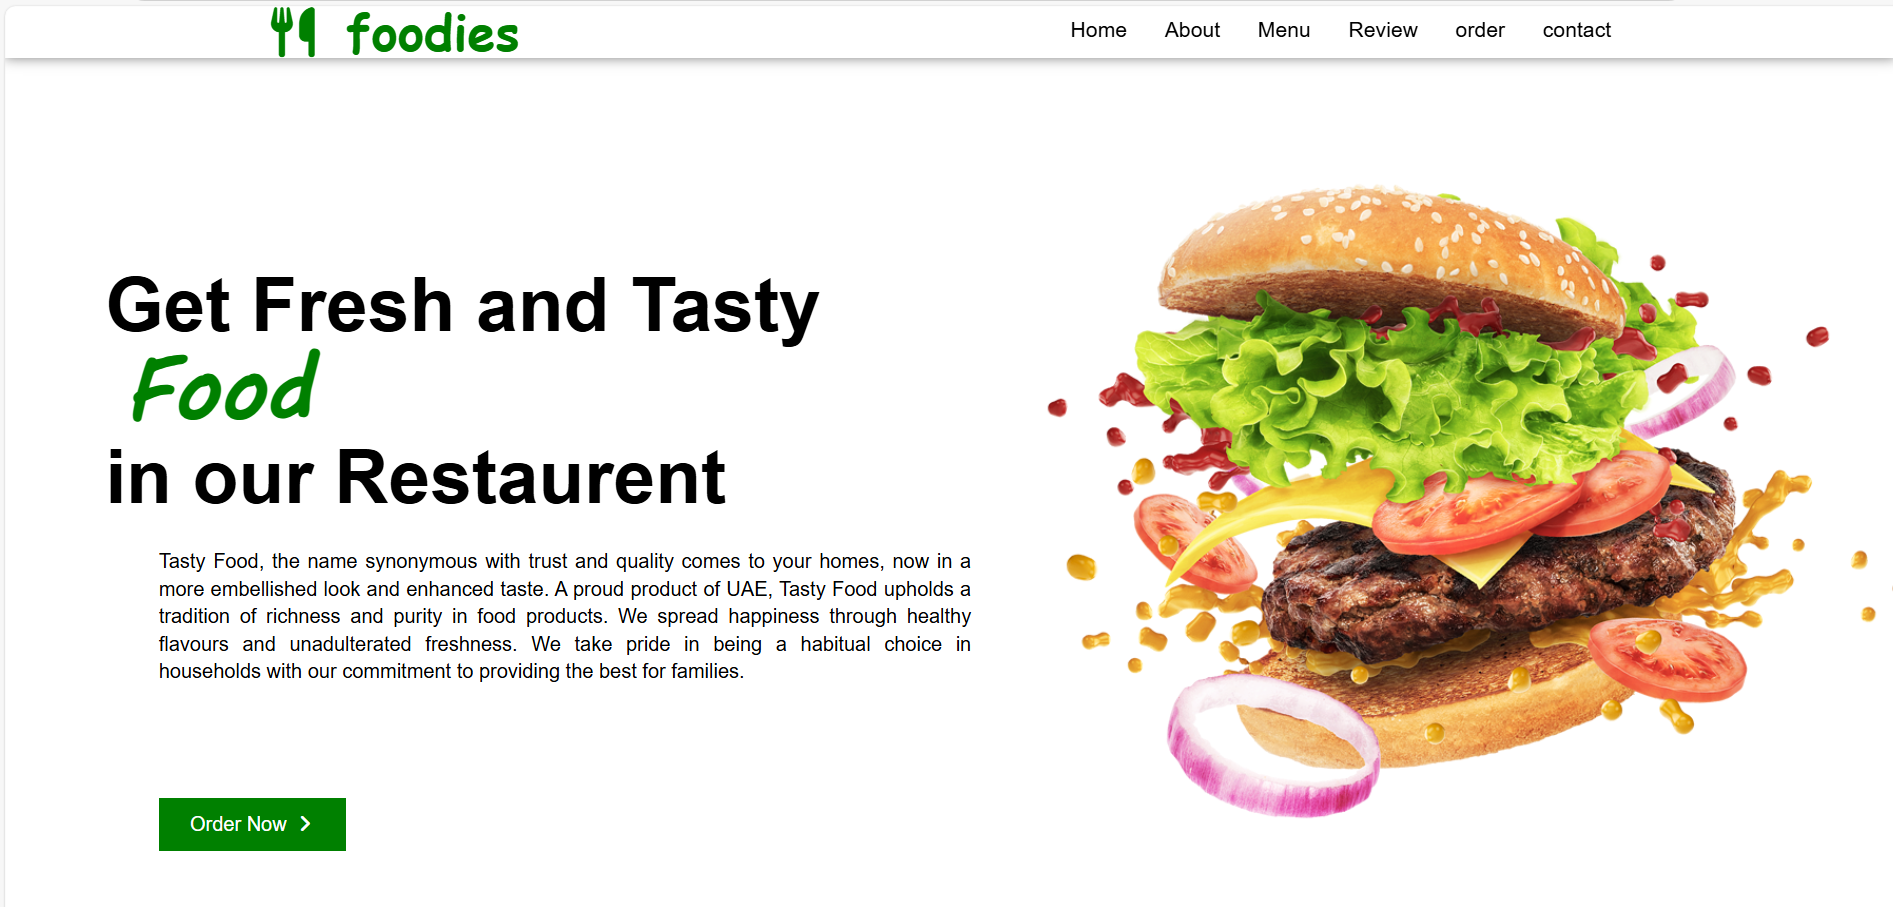 foodies
Home About Menu Review order contact
Get Fresh and Tasty
Food
in our Restaurent
Tasty Food, the name synonymous with trust and quality comes to your homes, now in a
more embellished look and enhanced taste. A proud product of UAE, Tasty Food upholds a
tradition of richness and purity in food products. We spread happiness through healthy
flavours and unadulterated freshness. We take pride in being a habitual choice in
households with our commitment to providing the best for families.
Order Now